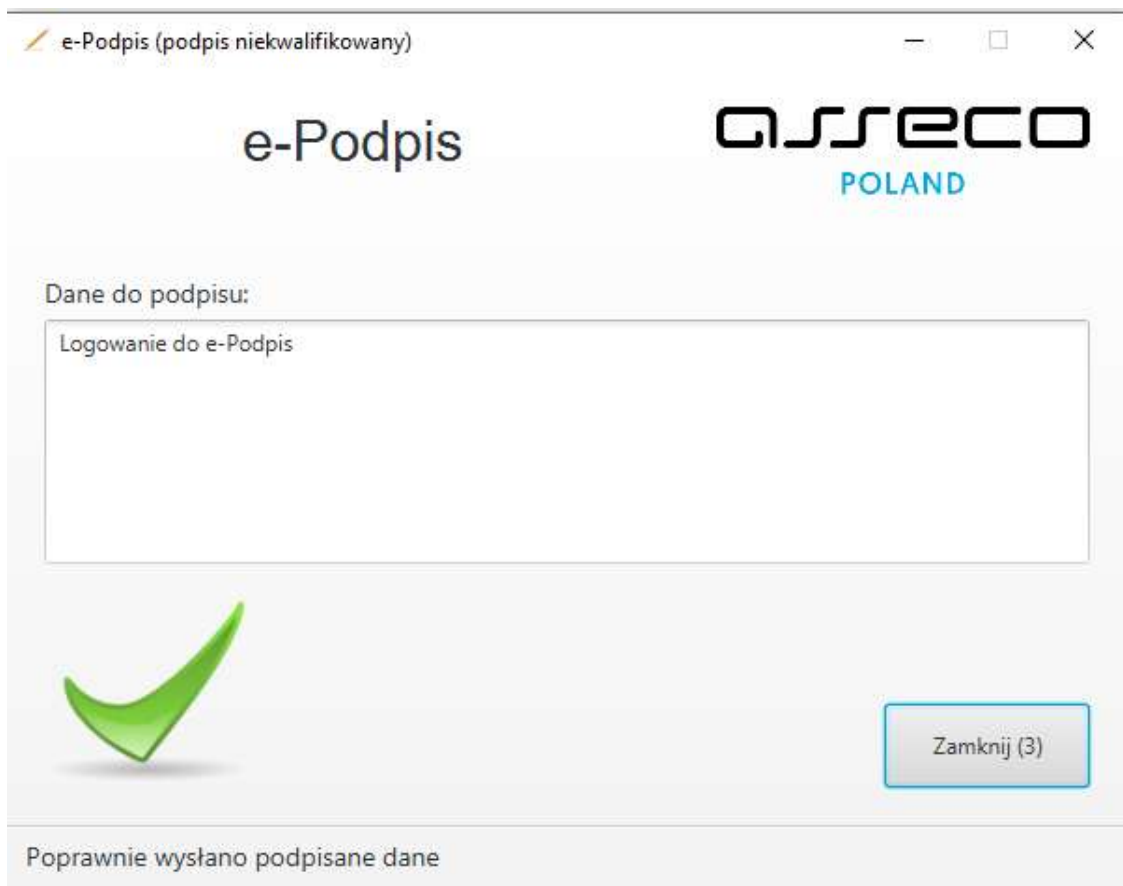 e-Podpis (podpis niekwalifikowany)
e-Podpis
asseco
POLAND
Dane do podpisu:
Logowanie do e-Podpis
Zamknij (3)
Poprawnie wysłano podpisane dane